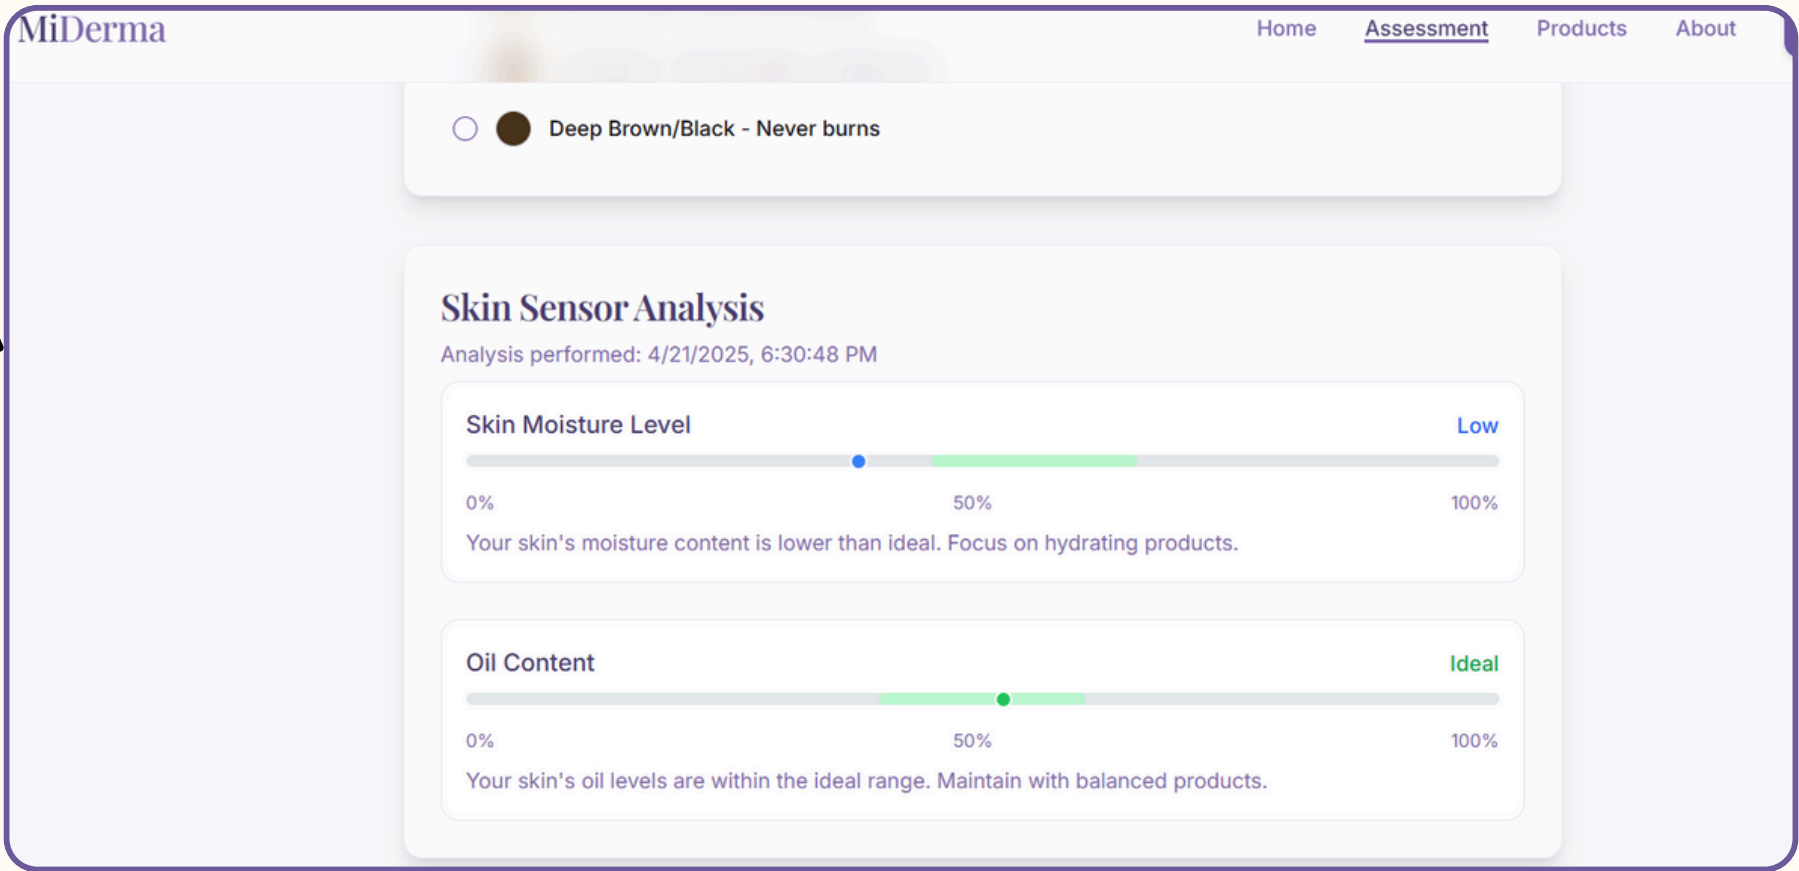 MiDerma
Home Assessment Products About
Deep Brown/Black - Never burns
Skin Sensor Analysis
Analysis performed: 4/21/2025, 6:30:48 PM
Skin Moisture Level Low
0% 50% 100%
Your skin's moisture content is lower than ideal. Focus on hydrating products.
Oil Content Ideal
0% 50% 100%
Your skin's oil levels are within the ideal range. Maintain with balanced products.